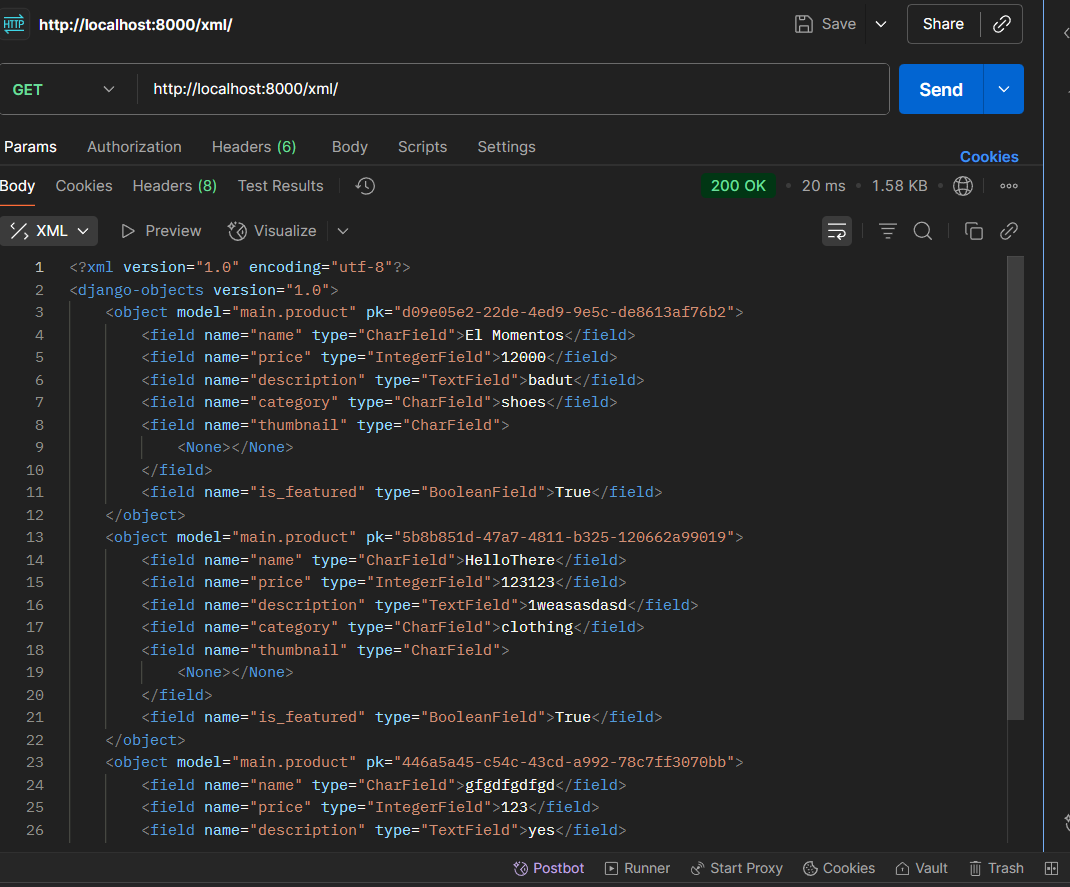 HTTP http://localhost:8000/xml/ Save Share
GET http://localhost:8000/xml/ Send
Params Authorization Headers (6) Body Scripts Settings Cookies
Body Cookies Headers (8) Test Results 200 OK • 20 ms • 1.58 KB •
XML Preview Visualize
1 <?xml version="1.0" encoding="utf-8"?>
2 <django-objects version="1.0">
3 <object model="main.product" pk="d09e05e2-22de-4ed9-9e5c-de8613af76b2">
4 <field name="name" type="CharField">El Momentos</field>
5 <field name="price" type="IntegerField">12000</field>
6 <field name="description" type="TextField">badut</field>
7 <field name="category" type="CharField">shoes</field>
8 <field name="thumbnail" type="CharField">
9 <None></None>
10 </field>
11 <field name="is_featured" type="BooleanField">True</field>
12 </object>
13 <object model="main.product" pk="5b8b851d-47a7-4811-b325-120662a99019">
14 <field name="name" type="CharField">HelloThere</field>
15 <field name="price" type="IntegerField">123123</field>
16 <field name="description" type="TextField">1weasasdasd</field>
17 <field name="category" type="CharField">clothing</field>
18 <field name="thumbnail" type="CharField">
19 <None></None>
20 </field>
21 <field name="is_featured" type="BooleanField">True</field>
22 </object>
23 <object model="main.product" pk="446a5a45-c54c-43cd-a992-78c7ff3070bb">
24 <field name="name" type="CharField">gfgdfgdfgd</field>
25 <field name="price" type="IntegerField">123</field>
26 <field name="description" type="TextField">yes</field>
Postbot Runner Start Proxy Cookies Vault Trash